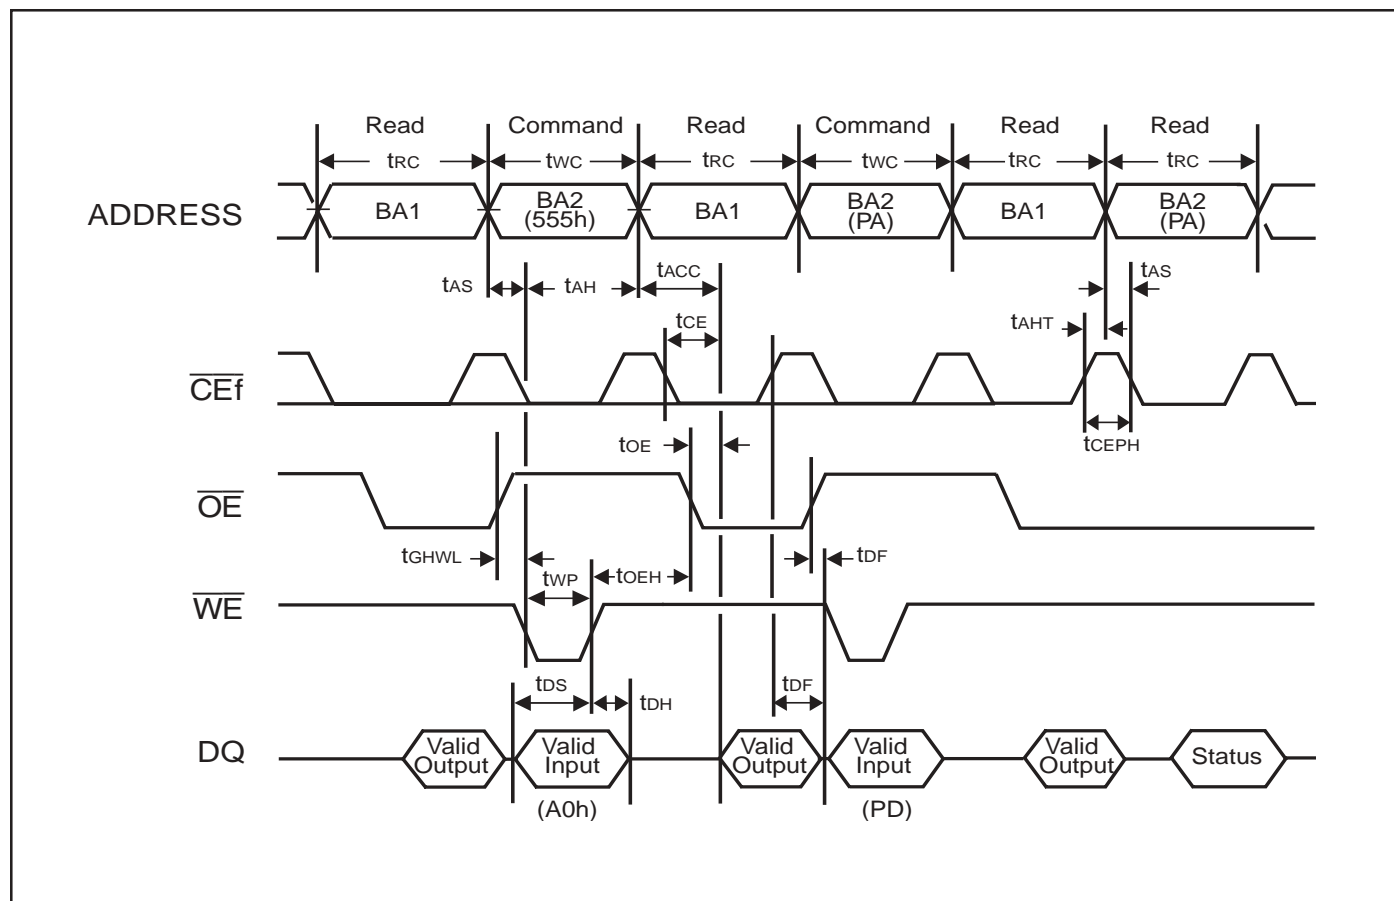 Read Command Read Command Read Read
tRC tWC tRC tWC tRC tRC
ADDRESS BA1 BA2 (555h) BA1 BA2 (PA) BA1 BA2 (PA)
tAS tAH tACC tAS
tCE tAHT
CEf
tOE tCEPH
OE
tGHWL tWP tOEH tDF
WE
tDS tDH tDF
DQ Valid Output Valid Input Valid Output Valid Input Valid Output Status
(A0h) (PD)